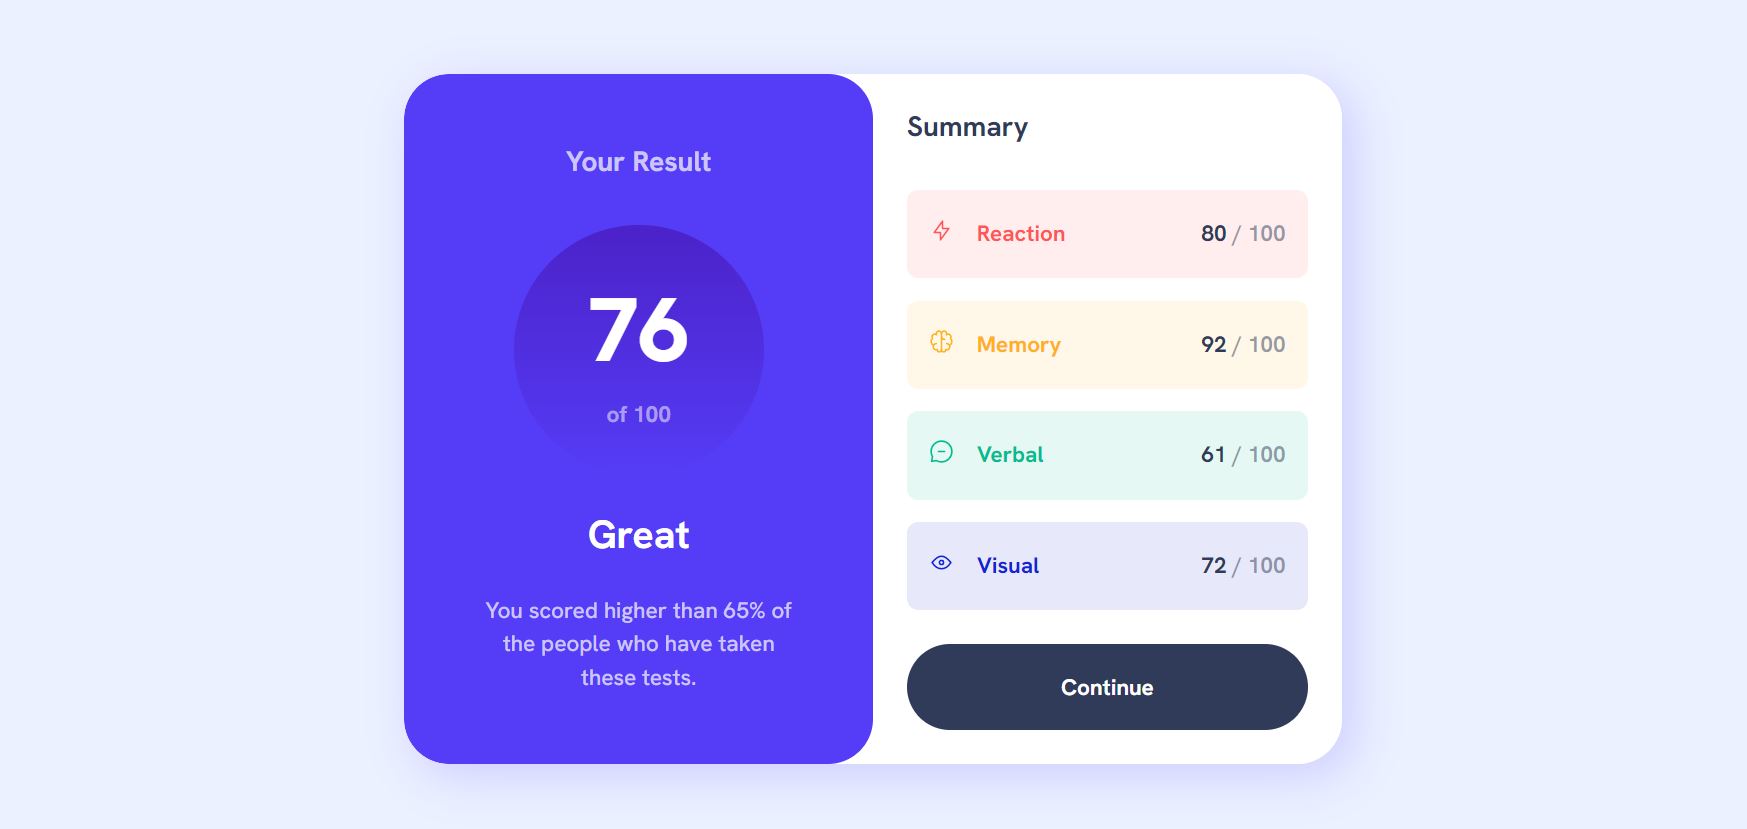 Your Result
76
of 100
Great
You scored higher than 65% of
the people who have taken
these tests.
Summary
Reaction 80 / 100
Memory 92 / 100
Verbal 61 / 100
Visual 72 / 100
Continue